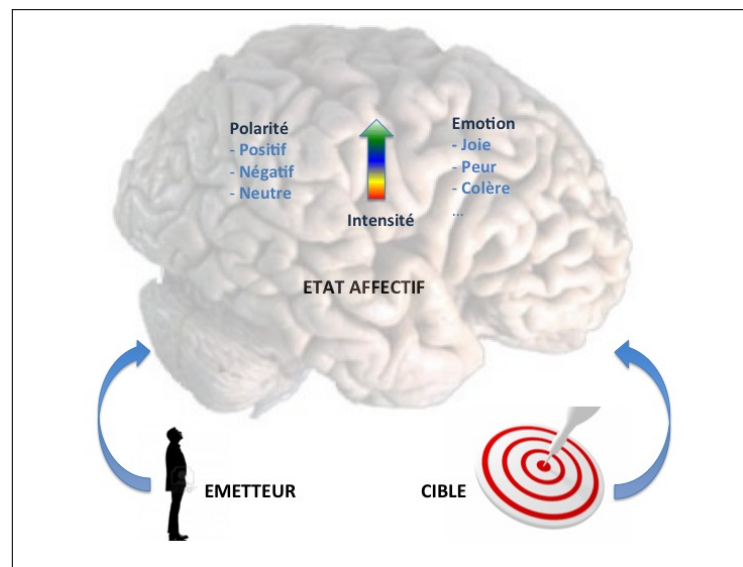 Polarité
- Positif
- Négatif
- Neutre
Intensité
Emotion
- Joie
- Peur
- Colère
...
ETAT AFFECTIF
EMETTEUR
CIBLE